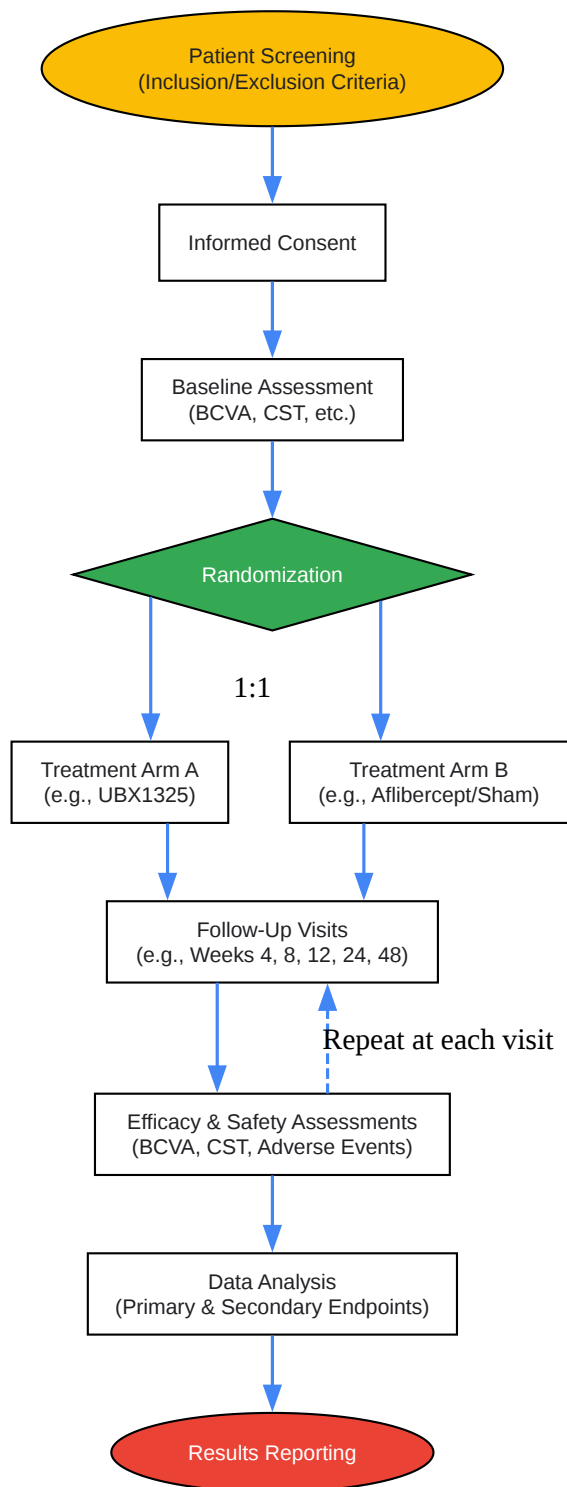 Patient Screening
(Inclusion/Exclusion Criteria)
Informed Consent
Baseline Assessment
(BCVA, CST, etc.)
Randomization
1:1
Treatment Arm A
(e.g., UBX1325)
Treatment Arm B
(e.g., Aflibercept/Sham)
Follow-Up Visits
(e.g., Weeks 4, 8, 12, 24, 48)
Repeat at each visit
Efficacy & Safety Assessments
(BCVA, CST, Adverse Events)
Data Analysis
(Primary & Secondary Endpoints)
Results Reporting